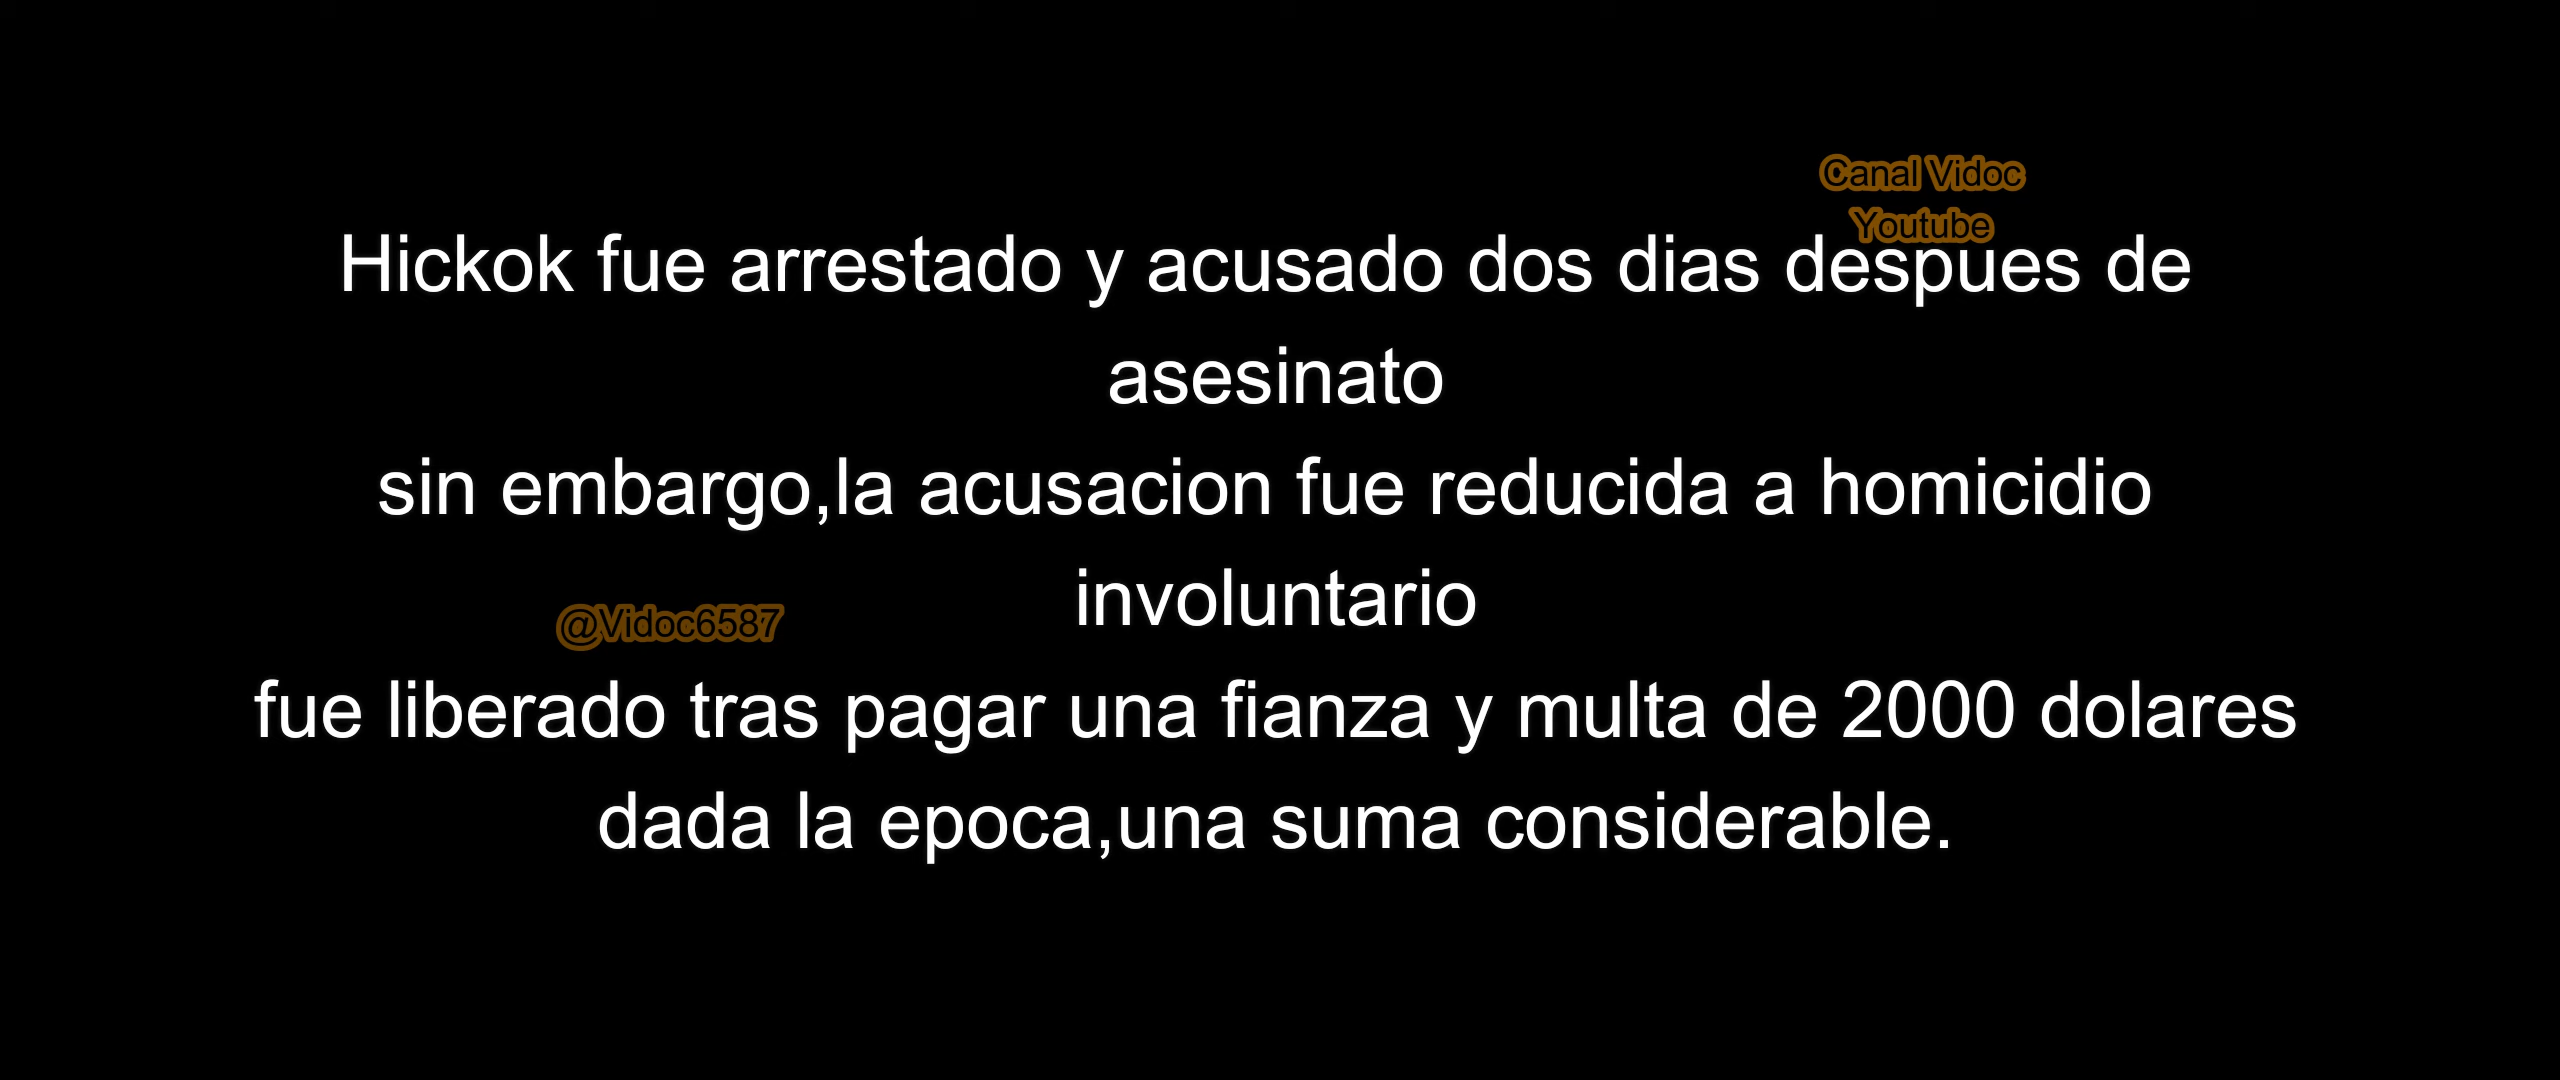 Canal Vidoc
Youtube
Hickok fue arrestado y acusado dos dias despues de
asesinato
sin embargo,la acusacion fue reducida a homicidio
involuntario
@Vidoc6587
fue liberado tras pagar una fianza y multa de 2000 dolares
dada la epoca,una suma considerable.